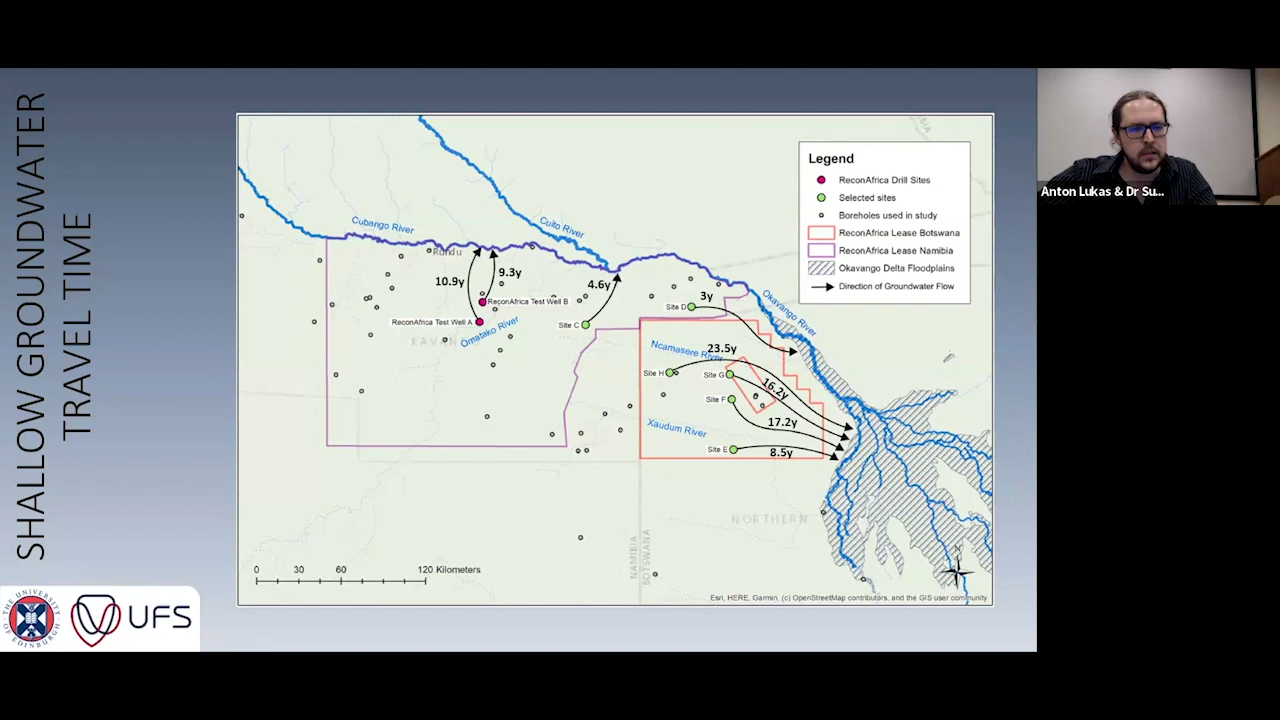 SHALLOW GROUNDWATER
TRAVEL TIME
Cubango River
Cuito River
Rundu
10.9y
9.3y
4.6y
3y
ReconAfrica Test Well B
ReconAfrica Test Well A
Omatako River
Site C
Site D
Okavango River
Ncamasere River
23.5y
Site H
Site G
16.2y
Site F
17.2y
Xaudum River
Site E
8.5y
NORTHERN
NAMIBIA
BOTSWANA
Legend
ReconAfrica Drill Sites
Selected sites
Boreholes used in study
ReconAfrica Lease Botswana
ReconAfrica Lease Namibia
Okavango Delta Floodplains
Direction of Groundwater Flow
0 30 60 120 Kilometers
N
Esri, HERE, Garmin, (c) OpenStreetMap contributors, and the GIS user community
THE UNIVERSITY
OF EDINBURGH
UFS
Anton Lukas & Dr Su...